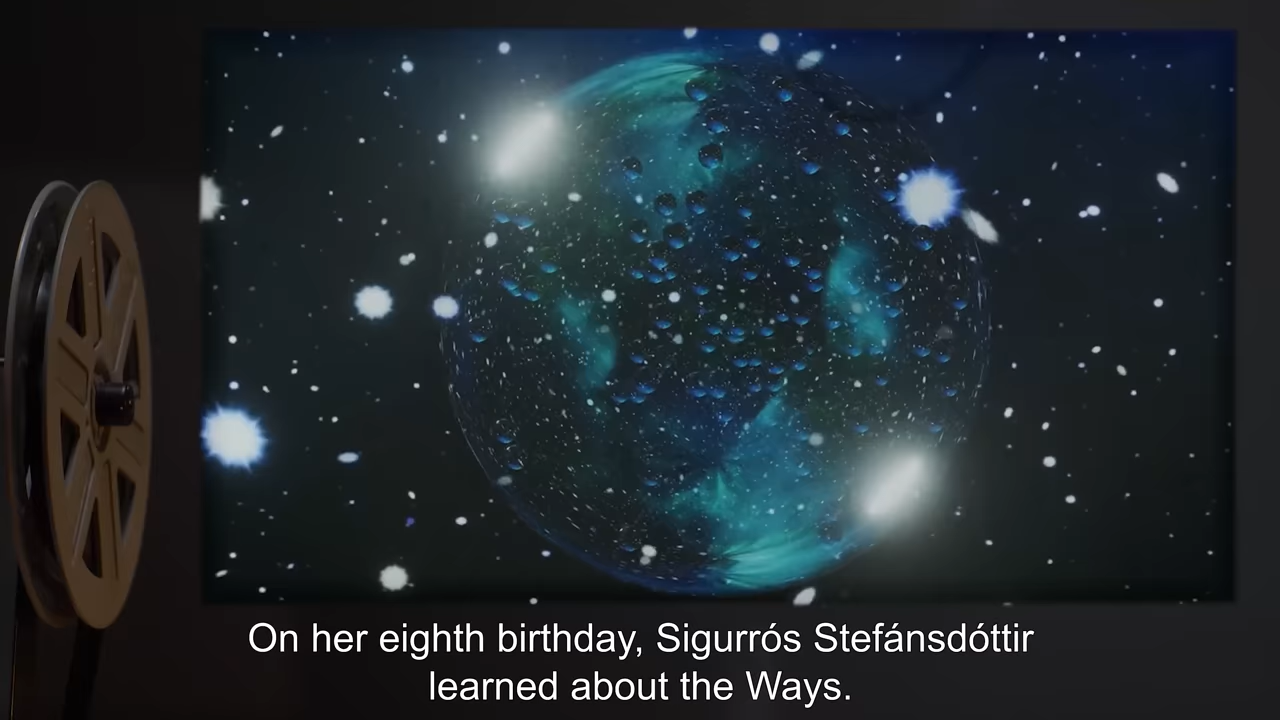 On her eighth birthday, Sigurrós Stefánsdóttir
learned about the Ways.